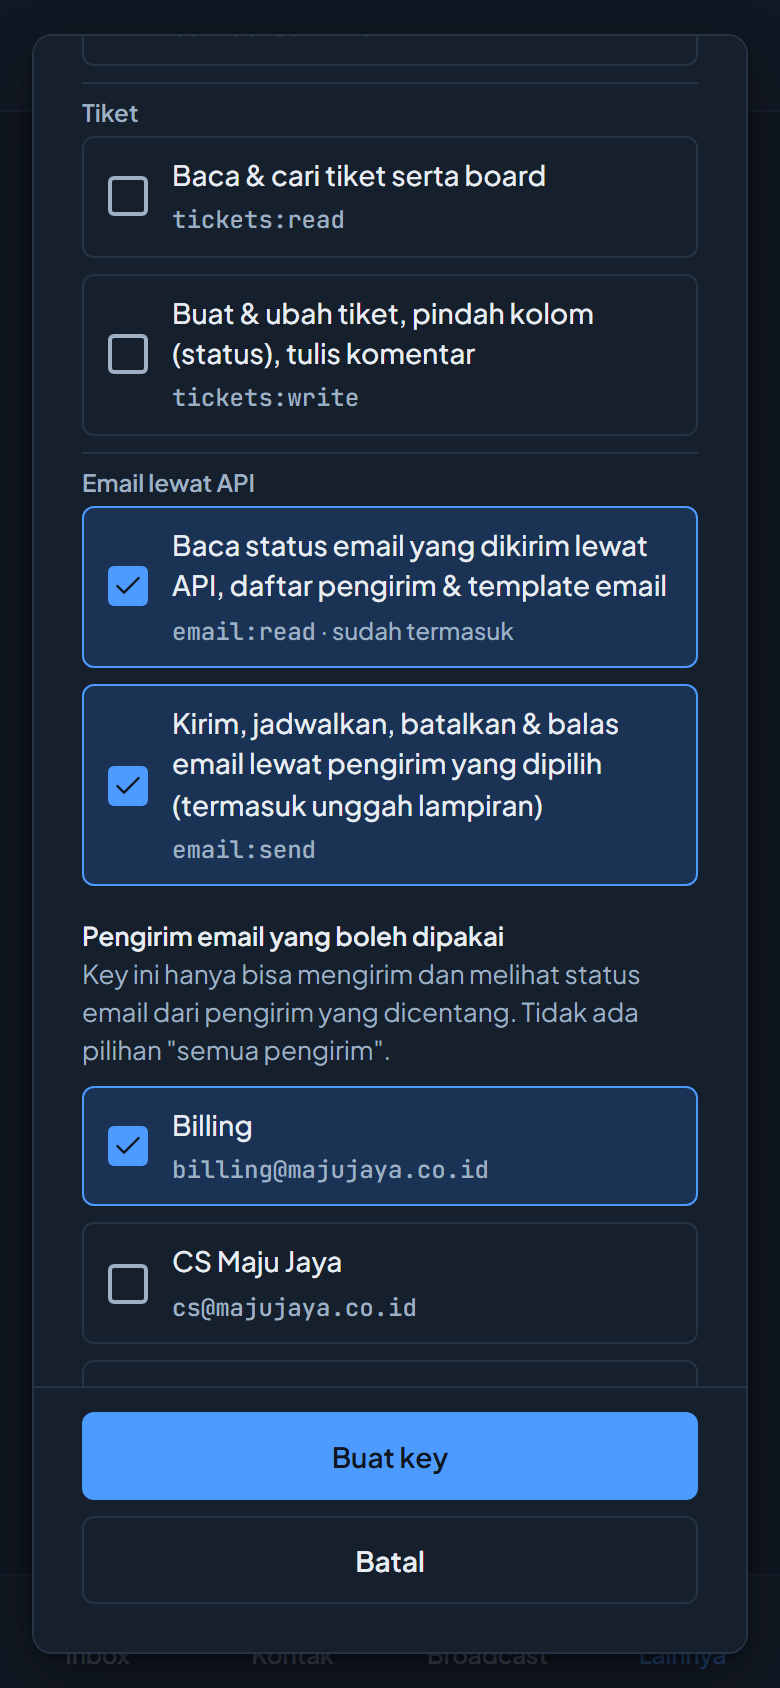 Tiket
Baca & cari tiket serta board
tickets:read
Buat & ubah tiket, pindah kolom
(status), tulis komentar
tickets:write
Email lewat API
Baca status email yang dikirim lewat
API, daftar pengirim & template email
email:read · sudah termasuk
Kirim, jadwalkan, batalkan & balas
email lewat pengirim yang dipilih
(termasuk unggah lampiran)
email:send
Pengirim email yang boleh dipakai
Key ini hanya bisa mengirim dan melihat status
email dari pengirim yang dicentang. Tidak ada
pilihan "semua pengirim".
Billing
billing@majujaya.co.id
CS Maju Jaya
cs@majujaya.co.id
Buat key
Batal
Inbox Kontak Broadcast Lainnya